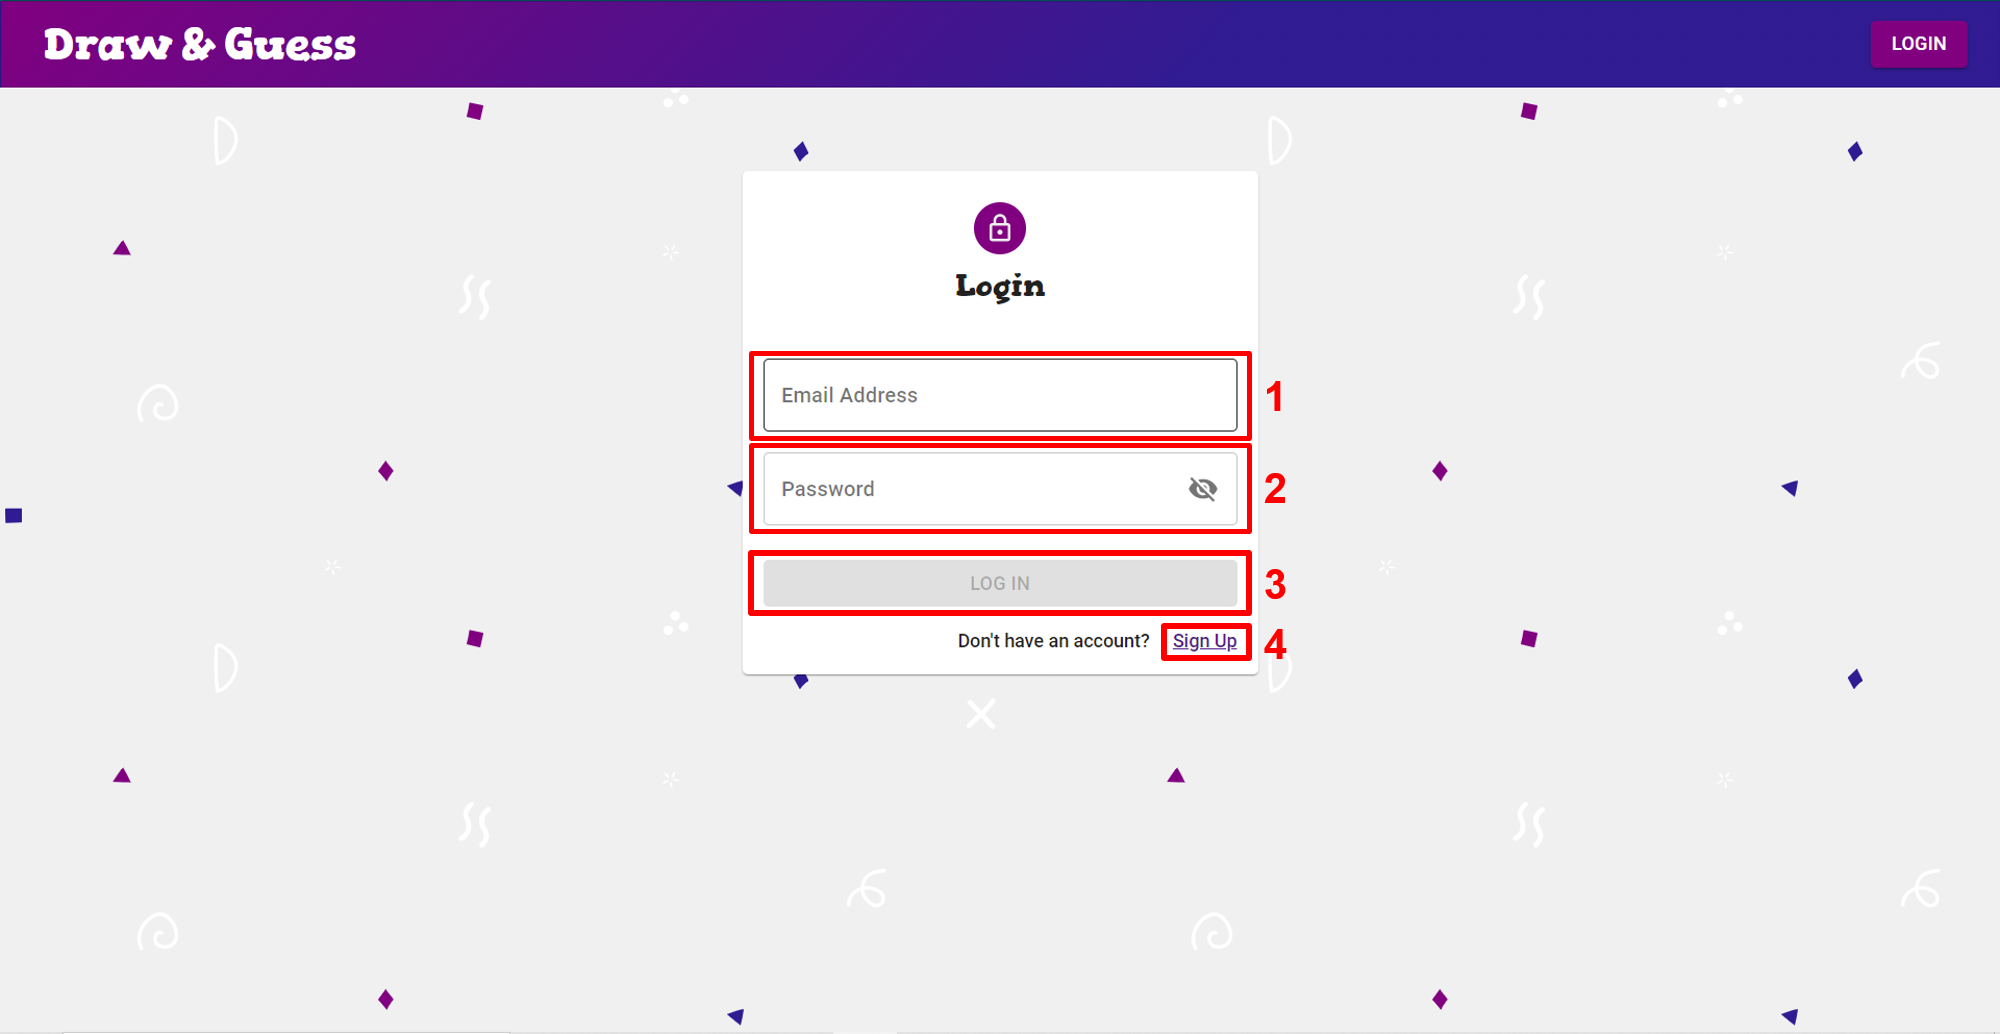 Draw & Guess
LOGIN
Login
Email Address
1
Password
2
LOG IN
3
Don't have an account? Sign Up
4